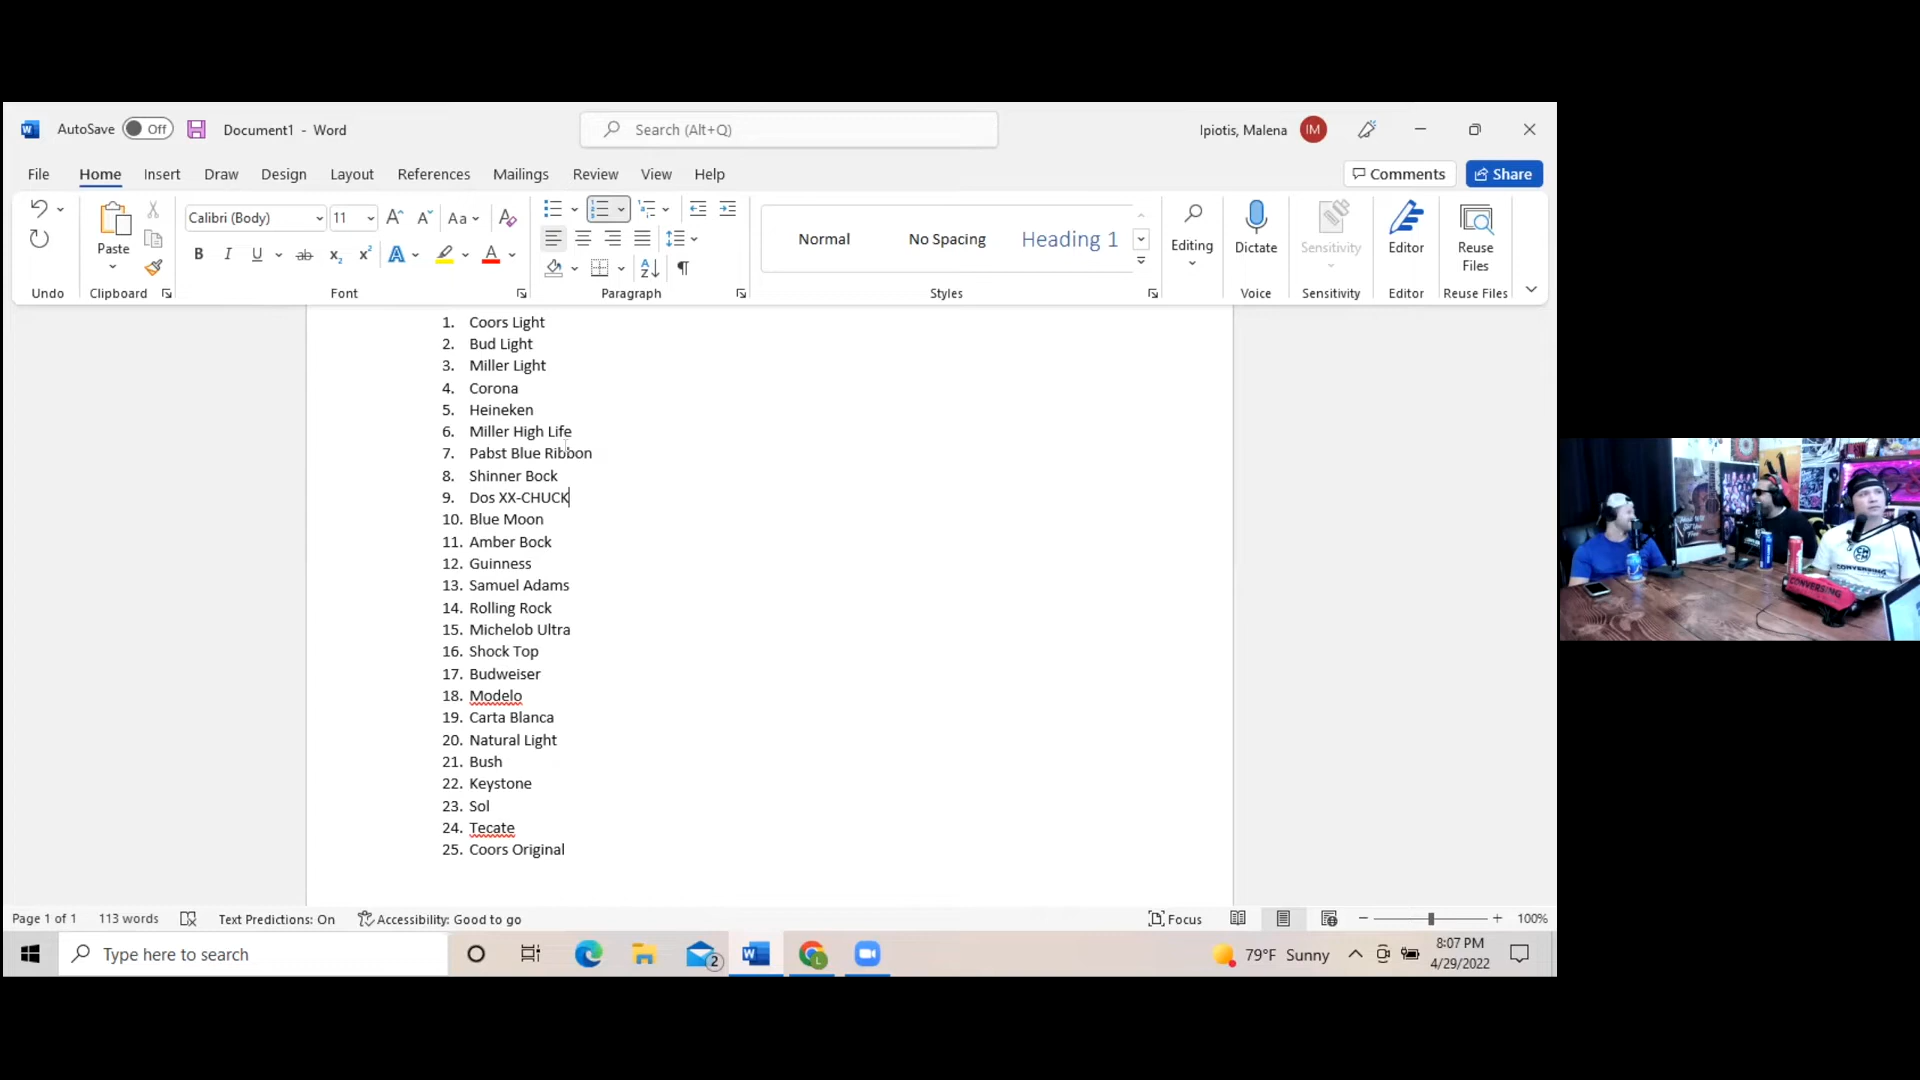 AutoSave Off Document1 - Word Search (Alt+Q) Ipiotis, Malena IM
File Home Insert Draw Design Layout References Mailings Review View Help Comments Share
Calibri (Body) 11 Aa
Paste Normal No Spacing Heading 1 Editing Dictate Sensitivity Editor Reuse Files
Undo Clipboard Font Paragraph Styles Voice Sensitivity Editor Reuse Files
1. Coors Light
2. Bud Light
3. Miller Light
4. Corona
5. Heineken
6. Miller High Life
7. Pabst Blue Ribbon
8. Shinner Bock
9. Dos XX-CHUCK
10. Blue Moon
11. Amber Bock
12. Guinness
13. Samuel Adams
14. Rolling Rock
15. Michelob Ultra
16. Shock Top
17. Budweiser
18. Modelo
19. Carta Blanca
20. Natural Light
21. Bush
22. Keystone
23. Sol
24. Tecate
25. Coors Original
CONVERSING
CONVERSING
Page 1 of 1 113 words Text Predictions: On Accessibility: Good to go Focus 100%
Type here to search 2 79°F Sunny 8:07 PM
4/29/2022